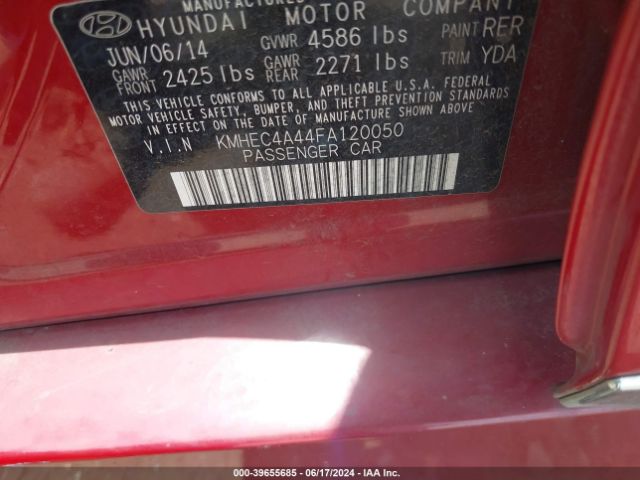 MANUFACTURED
HYUNDAI MOTOR COMPANY
JUN/06/14 GVWR 4586 lbs PAINT RER
GAWR FRONT 2425 lbs GAWR REAR 2271 lbs TRIM YDA
THIS VEHICLE CONFORMS TO ALL APPLICABLE U.S.A. FEDERAL
MOTOR VEHICLE SAFETY, BUMPER, AND THEFT PREVENTION STANDARDS
IN EFFECT ON THE DATE OF MANUFACTURE SHOWN ABOVE.
V.I.N KMHEC4A44FA120050
PASSENGER CAR
000-39655685 - 06/17/2024 - IAA Inc.